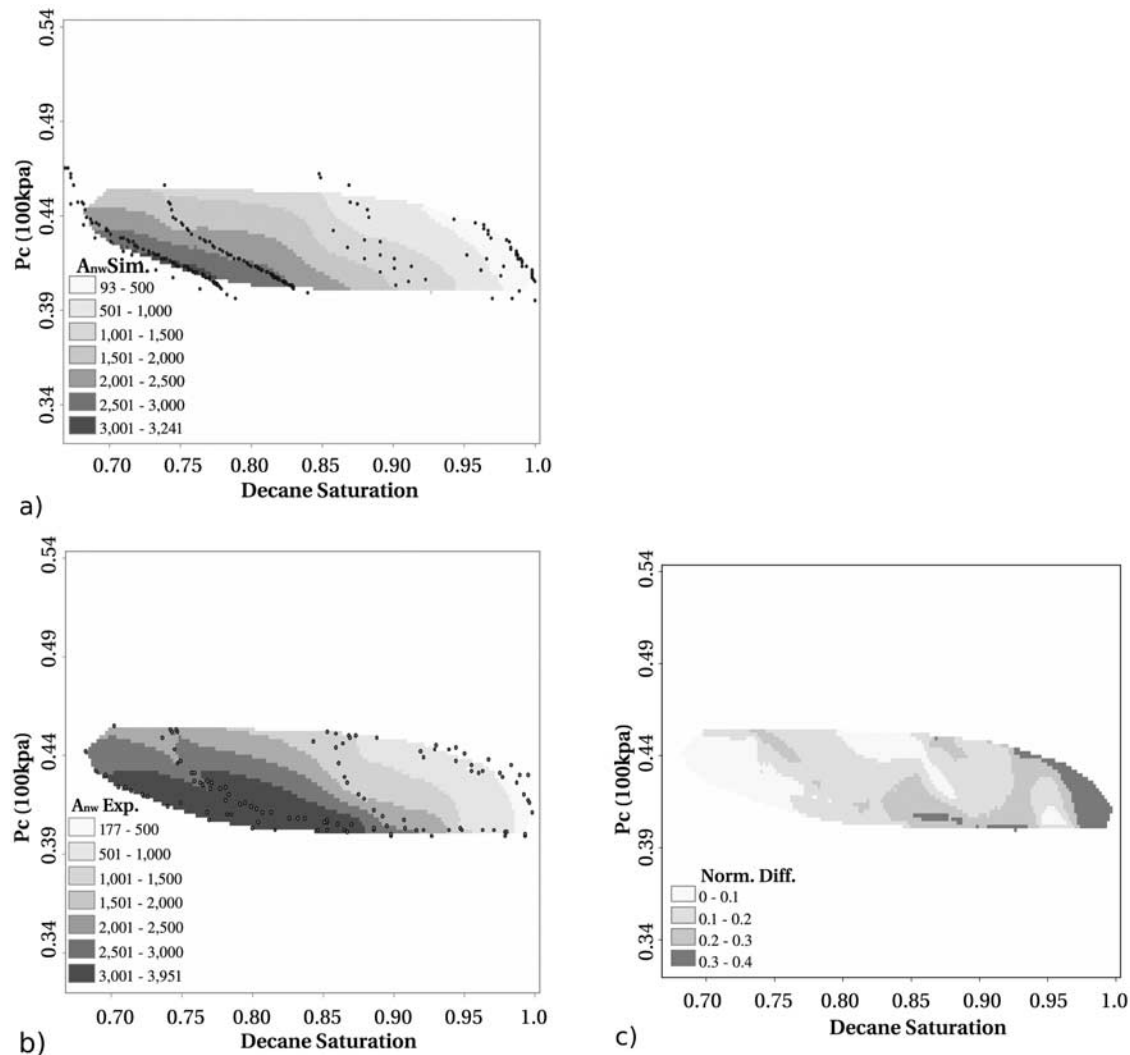 0.54
0.49
0.44
0.39
0.34
Pc (100kpa)
Anw Sim.
93 - 500
501 - 1,000
1,001 - 1,500
1,501 - 2,000
2,001 - 2,500
2,501 - 3,000
3,001 - 3,241
0.70 0.75 0.80 0.85 0.90 0.95 1.0
Decane Saturation
a)
0.54
0.49
0.44
0.39
0.34
Pc (100kpa)
Anw Exp.
177 - 500
501 - 1,000
1,001 - 1,500
1,501 - 2,000
2,001 - 2,500
2,501 - 3,000
3,001 - 3,951
0.70 0.75 0.80 0.85 0.90 0.95 1.0
Decane Saturation
b)
0.54
0.49
0.44
0.39
0.34
Pc (100kpa)
Norm. Diff.
0 - 0.1
0.1 - 0.2
0.2 - 0.3
0.3 - 0.4
0.70 0.75 0.80 0.85 0.90 0.95 1.0
Decane Saturation
c)